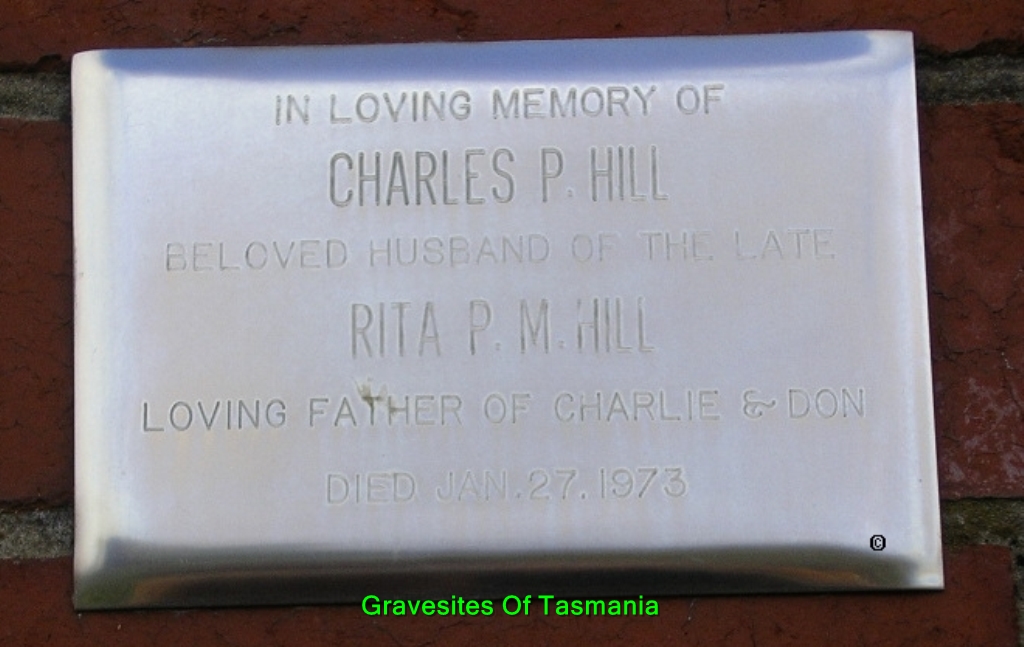 IN LOVING MEMORY OF
CHARLES P. HILL
BELOVED HUSBAND OF THE LATE
RITA P. M. HILL
LOVING FATHER OF CHARLIE & DON
DIED JAN. 27. 1973
©
Gravesites Of Tasmania